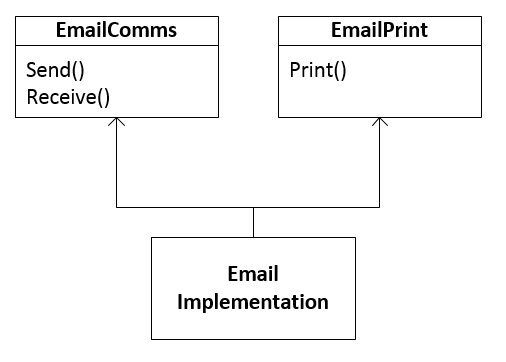 EmailComms
Send()
Receive()
EmailPrint
Print()
Email
Implementation